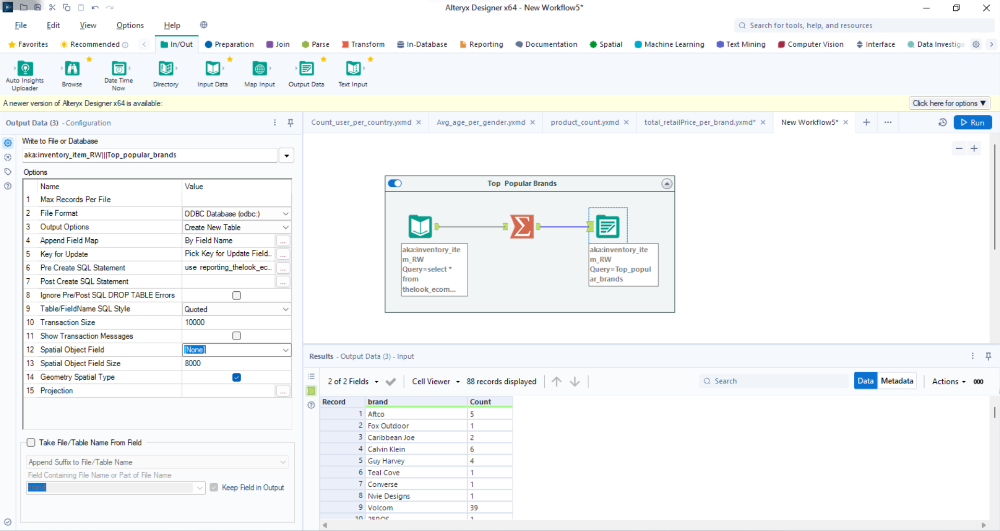 Alteryx Designer x64 - New Workflow5*
File Edit View Options Help
Search for tools, help, and resources
Favorites Recommended In/Out Preparation Join Parse Transform In-Database Reporting Documentation Spatial Machine Learning Text Mining Computer Vision Interface Data Investiga
Auto Insights Uploader
Browse
Date Time Now
Directory
Input Data
Map Input
Output Data
Text Input
A newer version of Alteryx Designer x64 is available:
Click here for options ▼
Output Data (3) - Configuration
Count_user_per_country.yxmd
Avg_age_per_gender.yxmd
product_count.yxmd
total_retailPrice_per_brand.yxmd*
New Workflow5*
Run
Write to File or Database
aka:inventory_item_RW|||Top_popular_brands
Options
Name Value
1 Max Records Per File
2 File Format ODBC Database (odbc:)
3 Output Options Create New Table
4 Append Field Map By Field Name ...
5 Key for Update Pick Key for Update Field... ...
6 Pre Create SQL Statement use reporting_thelook_ec... ...
7 Post Create SQL Statement ...
8 Ignore Pre/Post SQL DROP TABLE Errors
9 Table/FieldName SQL Style Quoted
10 Transaction Size 10000
11 Show Transaction Messages
12 Spatial Object Field [None]
13 Spatial Object Field Size 8000
14 Geometry Spatial Type
15 Projection ...
Take File/Table Name From Field
Append Suffix to File/Table Name
Field Containing File Name or Part of File Name
brand
Keep Field in Output
Top Popular Brands
aka:inventory_ite
m_RW
Query=select *
from
thelook_ecom...
aka:inventory_ite
m_RW
Query=Top_popul
ar_brands
Results - Output Data (3) - Input
2 of 2 Fields Cell Viewer 88 records displayed
Search
Data Metadata Actions 000
Record brand Count
1 Aftco 5
2 Fox Outdoor 1
3 Caribbean Joe 2
4 Calvin Klein 6
5 Guy Harvey 4
6 Teal Cove 1
7 Converse 1
8 Nvie Designs 1
9 Volcom 39
10 1